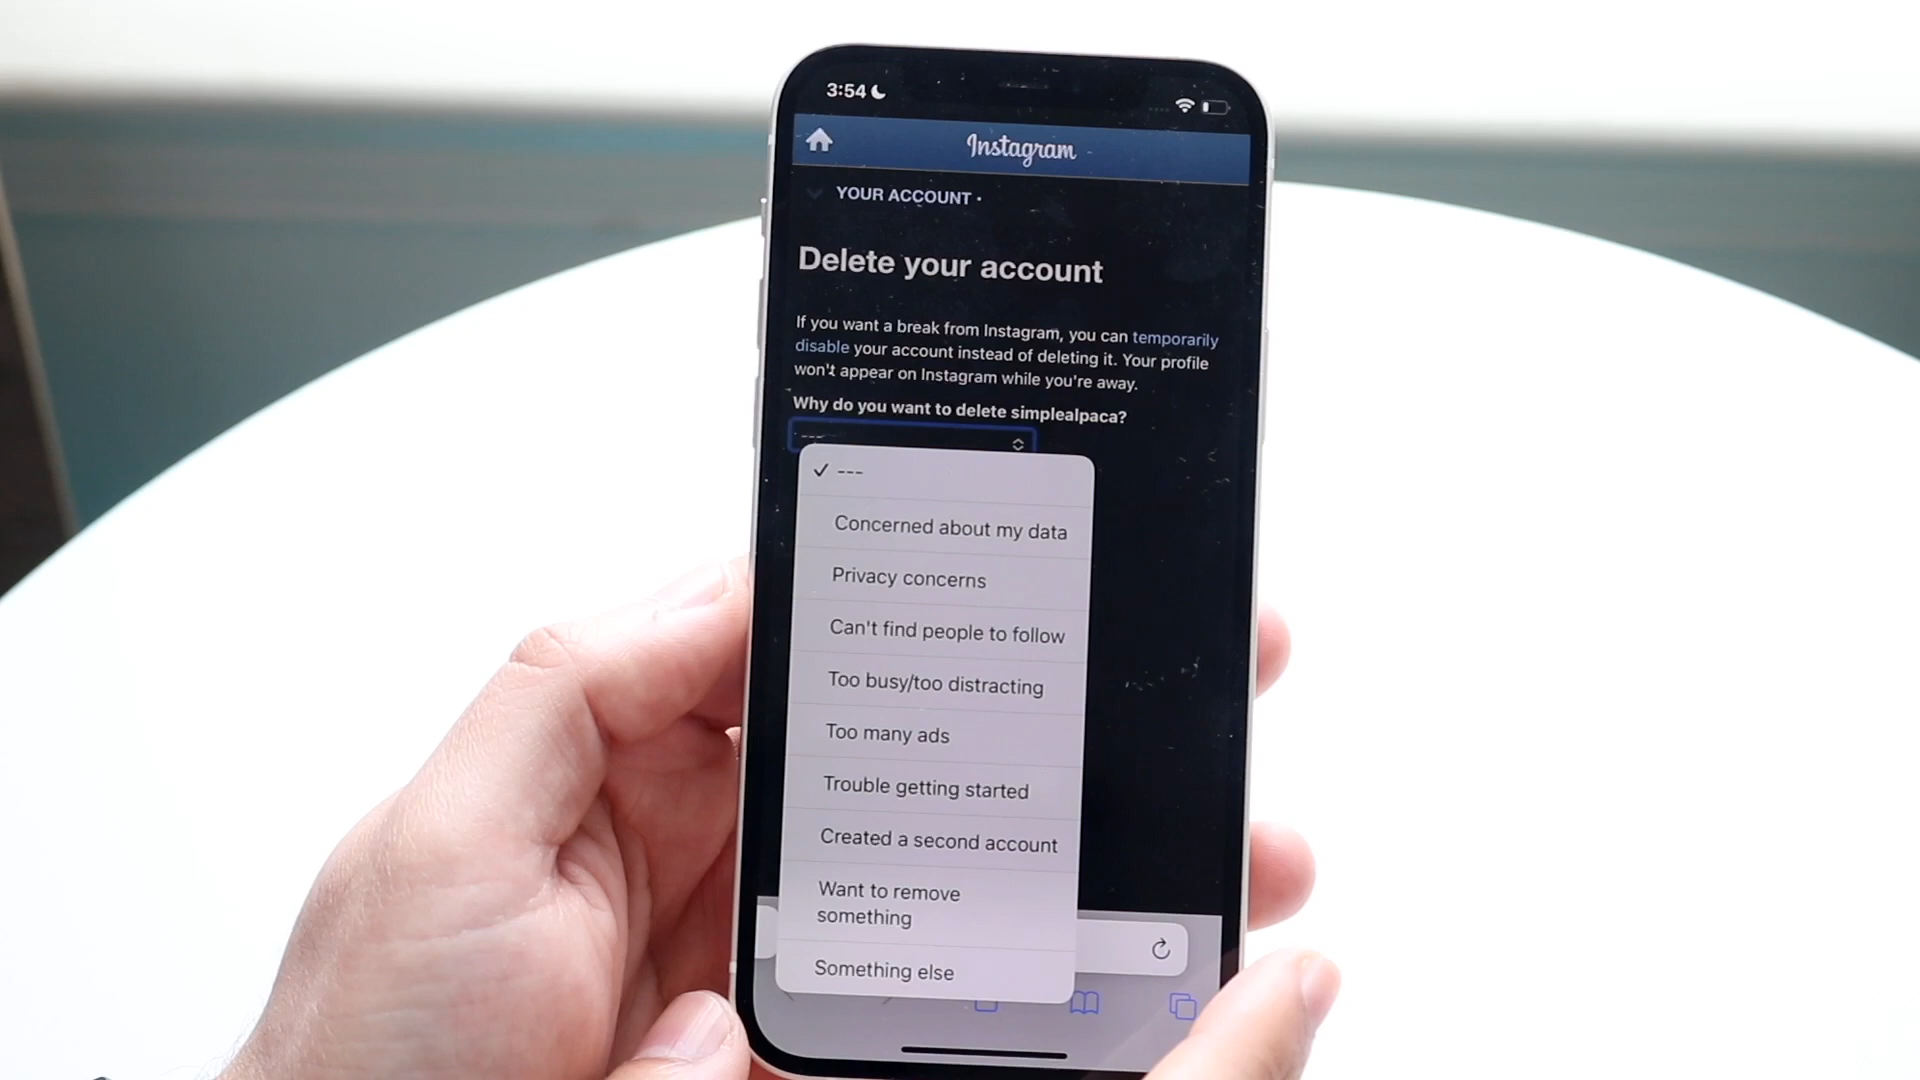 3:54
Instagram
YOUR ACCOUNT •
Delete your account
If you want a break from Instagram, you can temporarily
disable your account instead of deleting it. Your profile
won't appear on Instagram while you're away.
Why do you want to delete simplealpaca?
---
✓ ---
Concerned about my data
Privacy concerns
Can't find people to follow
Too busy/too distracting
Too many ads
Trouble getting started
Created a second account
Want to remove
something
Something else